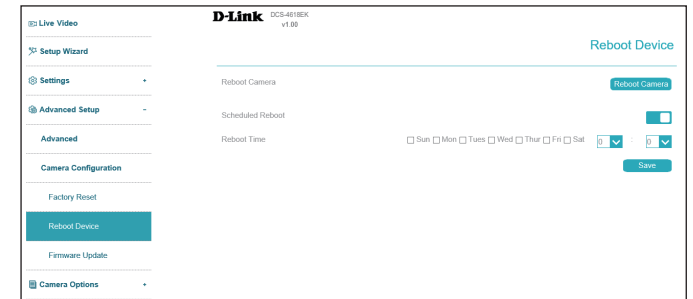 D-Link DCS-4618EK
v1.00
Live Video
Setup Wizard
Settings +
Advanced Setup -
Advanced
Camera Configuration
Factory Reset
Reboot Device
Firmware Update
Camera Options +
Reboot Device
Reboot Camera Reboot Camera
Scheduled Reboot
Reboot Time Sun Mon Tues Wed Thur Fri Sat 0 : 0
Save